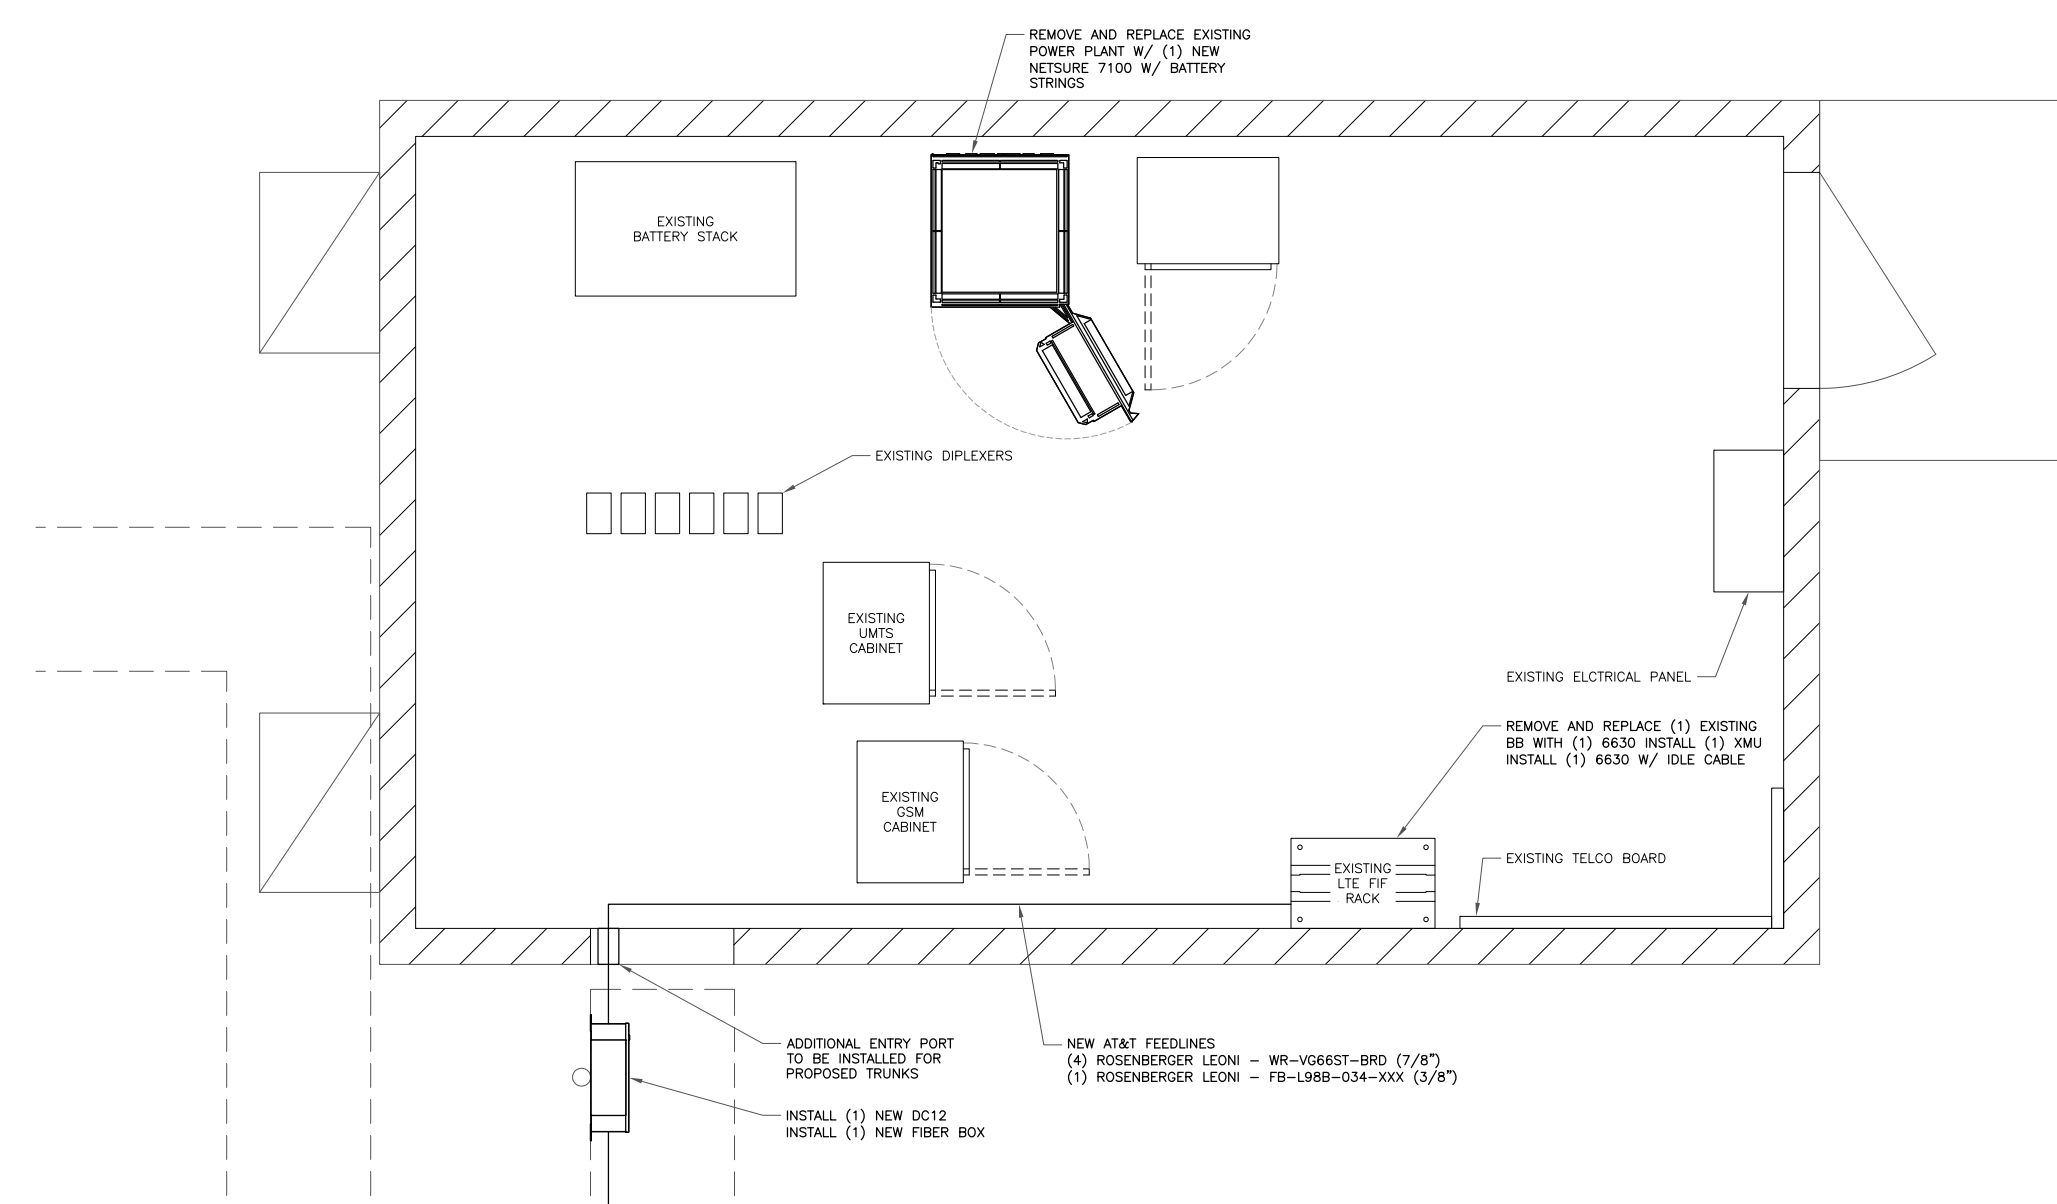 REMOVE AND REPLACE EXISTING
POWER PLANT W/ (1) NEW
NETSURE 7100 W/ BATTERY
STRINGS
EXISTING
BATTERY STACK
EXISTING DIPLEXERS
EXISTING
UMTS
CABINET
EXISTING ELCTRICAL PANEL
REMOVE AND REPLACE (1) EXISTING
BB WITH (1) 6630 INSTALL (1) XMU
INSTALL (1) 6630 W/ IDLE CABLE
EXISTING
GSM
CABINET
EXISTING
LTE FIF
RACK
EXISTING TELCO BOARD
ADDITIONAL ENTRY PORT
TO BE INSTALLED FOR
PROPOSED TRUNKS
NEW AT&T FEEDLINES
(4) ROSENBERGER LEONI - WR-VG66ST-BRD (7/8")
(1) ROSENBERGER LEONI - FB-L98B-034-XXX (3/8")
INSTALL (1) NEW DC12
INSTALL (1) NEW FIBER BOX